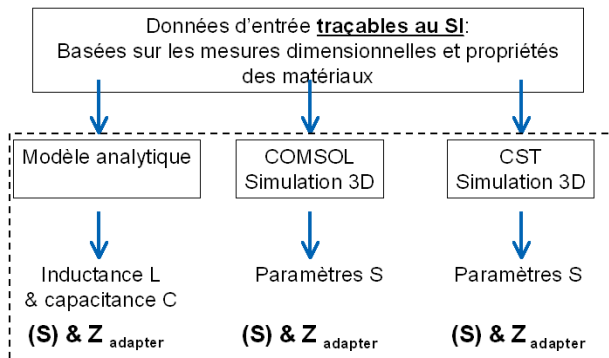 Données d'entrée traçables au SI:
Basées sur les mesures dimensionnelles et propriétés
des matériaux
Modèle analytique
COMSOL
Simulation 3D
CST
Simulation 3D
Inductance L
& capacitance C
Paramètres S
Paramètres S
(S) & Z adapter
(S) & Z adapter
(S) & Z adapter